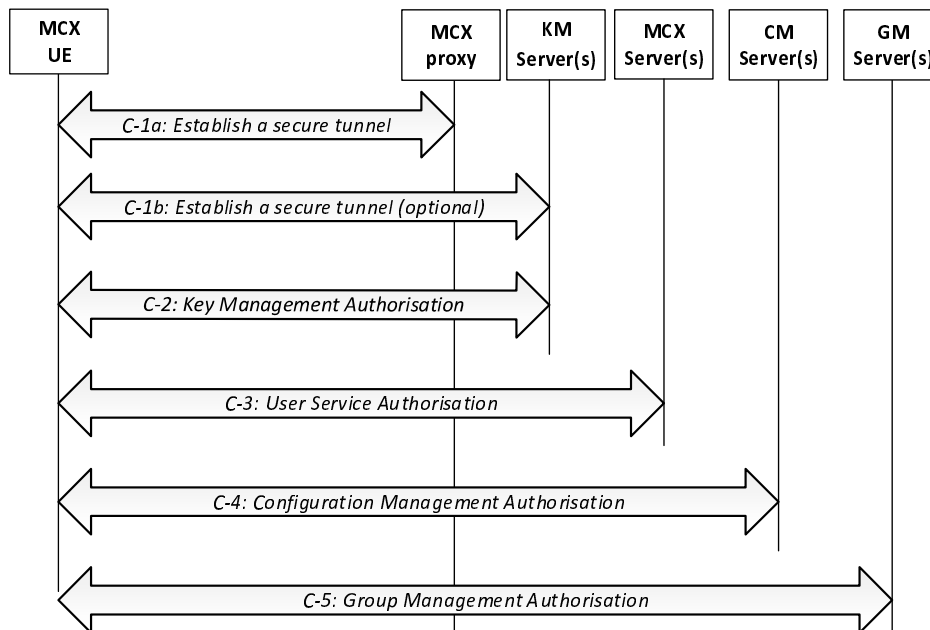 MCX
UE
MCX
proxy
KM
Server(s)
MCX
Server(s)
CM
Server(s)
GM
Server(s)
C-1a: Establish a secure tunnel
C-1b: Establish a secure tunnel (optional)
C-2: Key Management Authorisation
C-3: User Service Authorisation
C-4: Configuration Management Authorisation
C-5: Group Management Authorisation